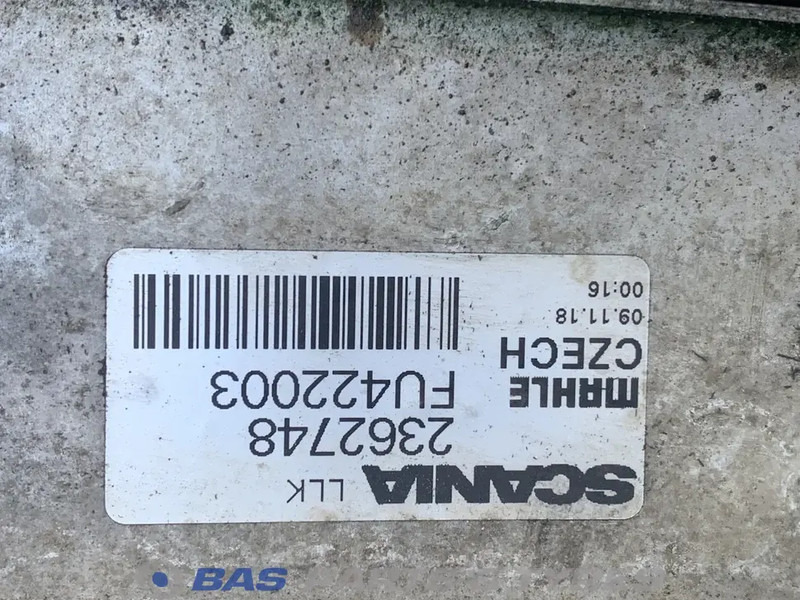 SCANIA LLK
2362748
MAHLE FU422003
CZECH
09.11.18
00:16
BAS